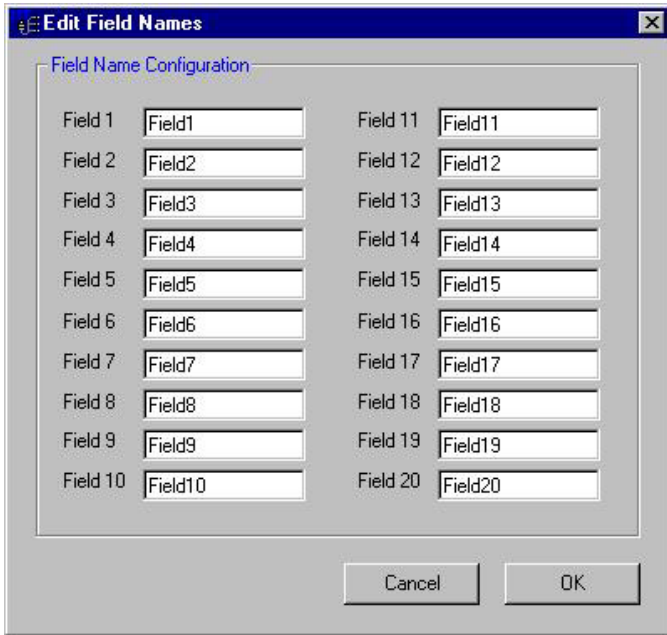 Edit Field Names
Field Name Configuration
Field 1 Field1 Field 11 Field11
Field 2 Field2 Field 12 Field12
Field 3 Field3 Field 13 Field13
Field 4 Field4 Field 14 Field14
Field 5 Field5 Field 15 Field15
Field 6 Field6 Field 16 Field16
Field 7 Field7 Field 17 Field17
Field 8 Field8 Field 18 Field18
Field 9 Field9 Field 19 Field19
Field 10 Field10 Field 20 Field20
Cancel OK